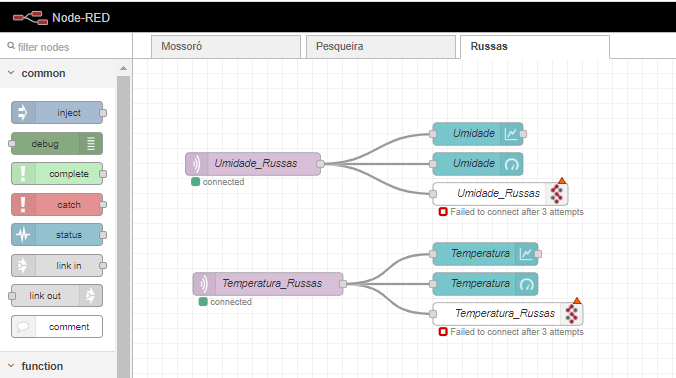 Node-RED
filter nodes
Mossoró
Pesqueira
Russas
common
inject
debug
complete
catch
status
link in
link out
comment
function
Umidade_Russas
connected
Umidade
Umidade
Umidade_Russas
Failed to connect after 3 attempts
Temperatura_Russas
connected
Temperatura
Temperatura
Temperatura_Russas
Failed to connect after 3 attempts